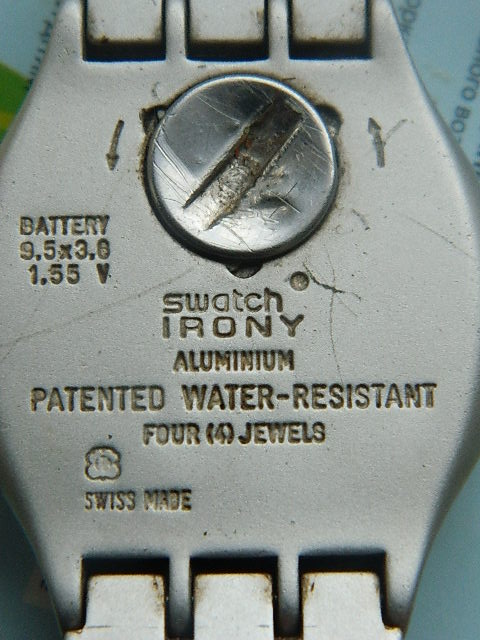 BATTERY
9,5x3,6
1.55 V
swatch
IRONY
ALUMINIUM
PATENTED WATER-RESISTANT
FOUR (4) JEWELS
SWISS MADE